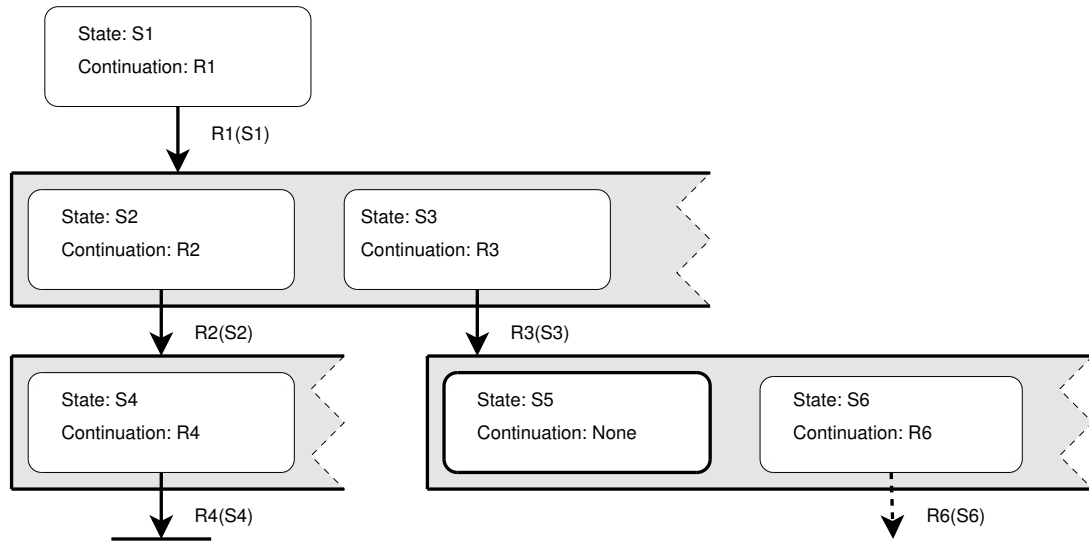 State: S1
Continuation: R1
R1(S1)
State: S2
Continuation: R2
State: S3
Continuation: R3
R2(S2)
R3(S3)
State: S4
Continuation: R4
State: S5
Continuation: None
State: S6
Continuation: R6
R4(S4)
R6(S6)